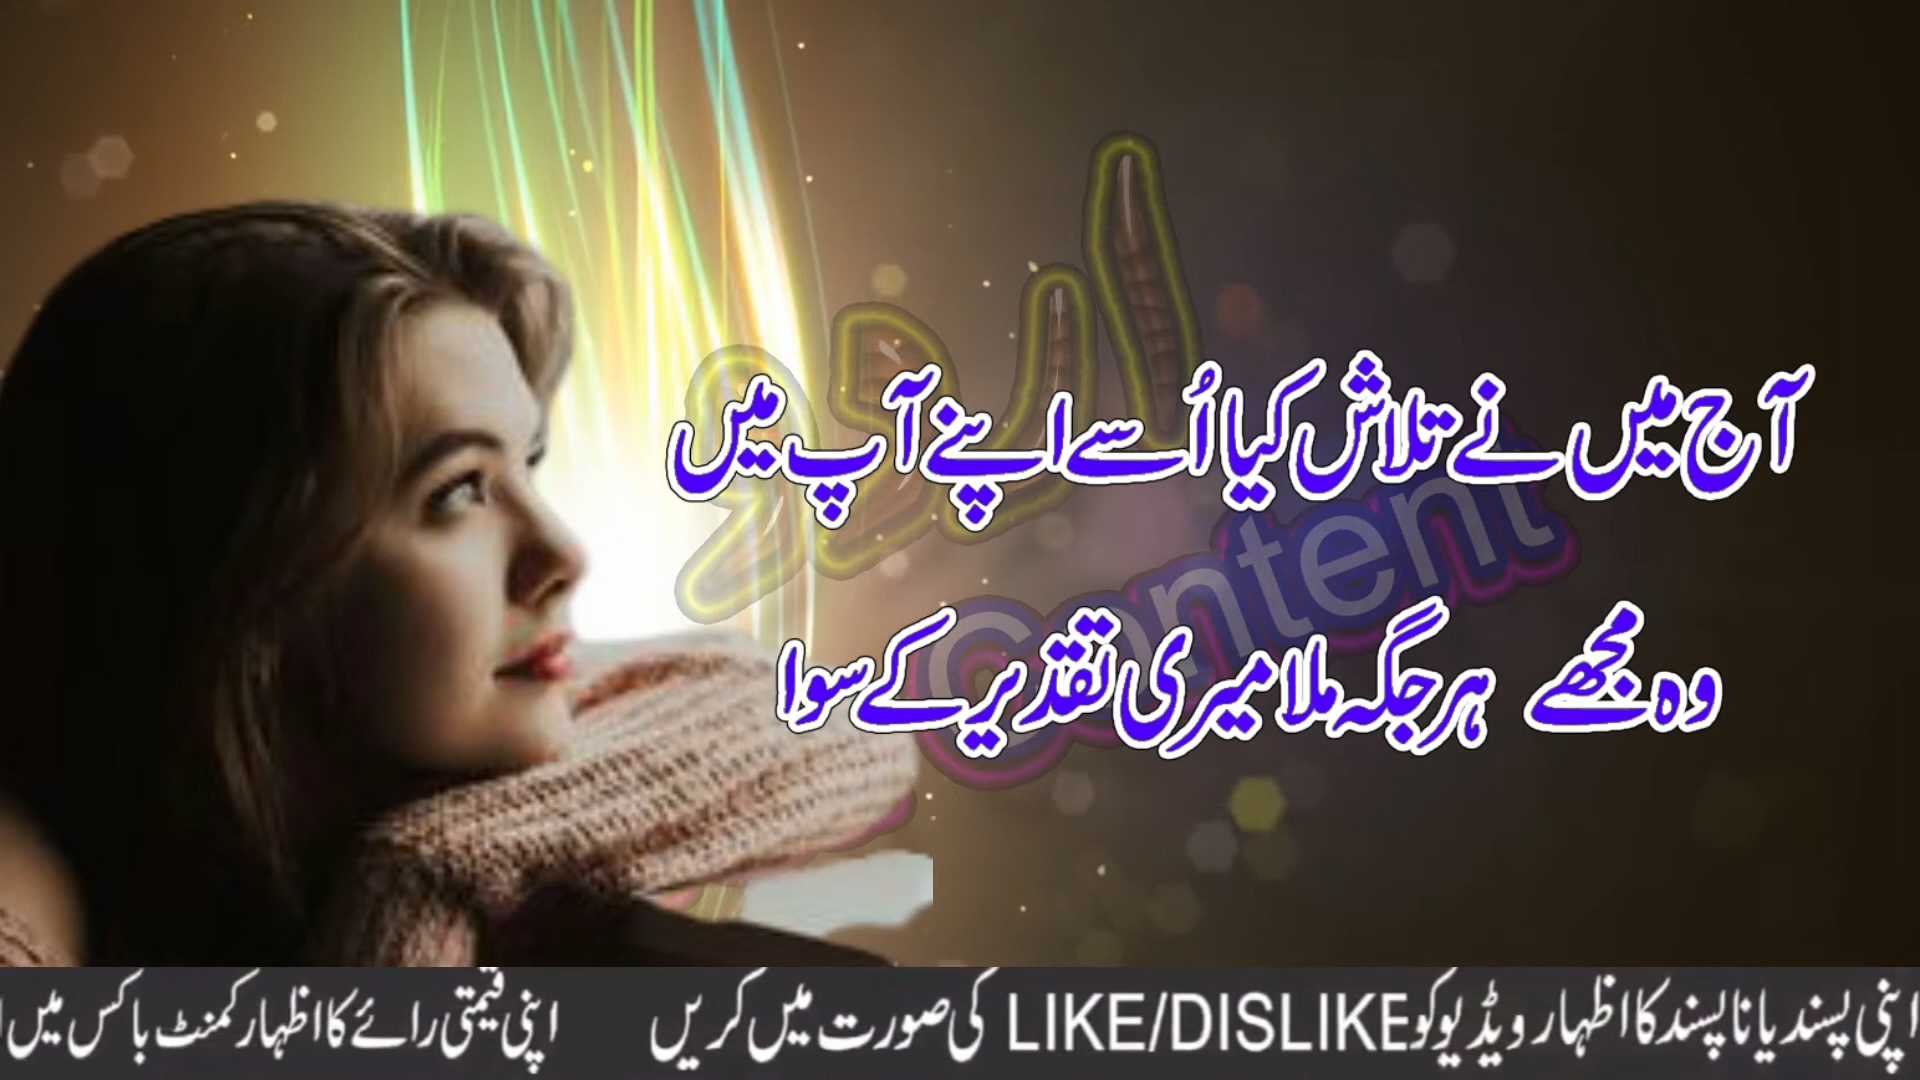 اردو
Content
آج میں نے تلاش کیا اُسے اپنے آپ میں
وہ مجھے ہر جگہ ملا میری تقدیر کے سوا
اپنی پسند یا ناپسند کا اظہار ویڈیو کو LIKE/DISLIKE کی صورت میں کریں اپنی قیمتی رائے کا اظہار کمنٹ باکس میں